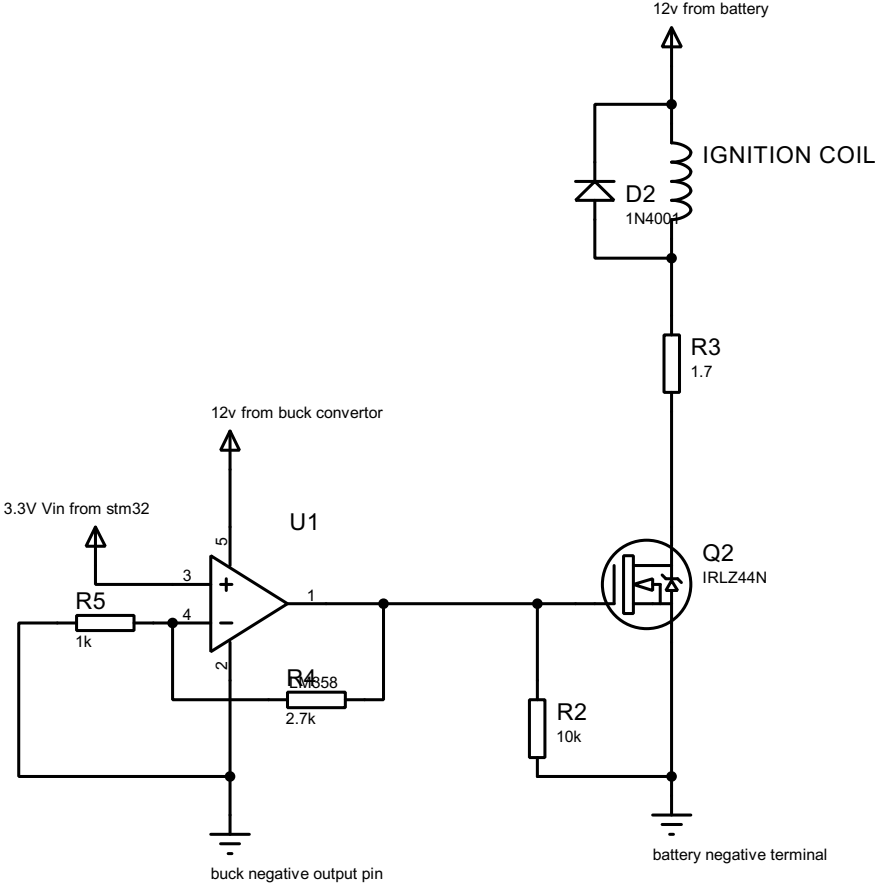 12v from battery
IGNITION COIL
D2
1N4001
R3
1.7
12v from buck convertor
3.3V Vin from stm32
U1
5
3
1
4
2
R5
1k
Q2
IRLZ44N
R4
LM358
2.7k
R2
10k
battery negative terminal
buck negative output pin